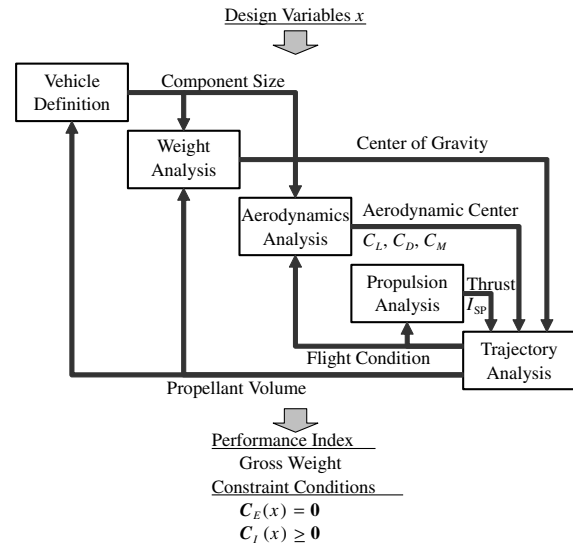 Design Variables x
Vehicle
Definition
Component Size
Weight
Analysis
Center of Gravity
Aerodynamics
Analysis
Aerodynamic Center
C_L, C_D, C_M
Propulsion
Analysis
Thrust
I_SP
Flight Condition
Trajectory
Analysis
Propellant Volume
Performance Index
Gross Weight
Constraint Conditions
C_E(x) = 0
C_I(x) ≥ 0